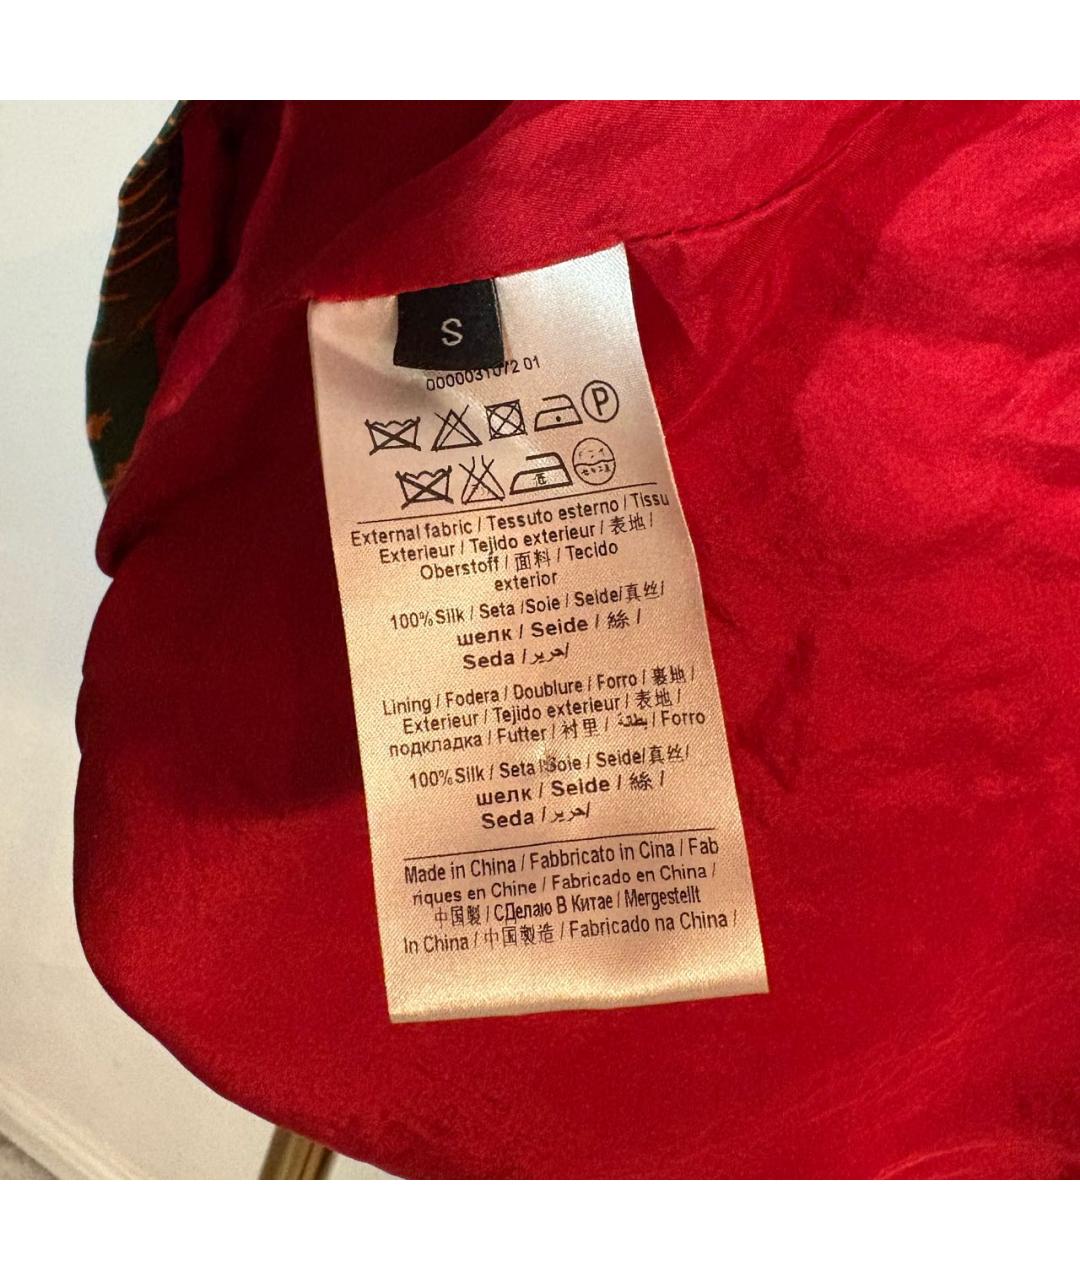 S
0000031072 01
P
External fabric / Tessuto esterno / Tissu
Exterieur / Tejido exterieur / 表地 /
Oberstoff / 面料 / Tecido
exterior
100%Silk / Seta /Soie / Seide/真丝/
шелк / Seide / 絲 /
Seda / حرير/
Lining / Fodera / Doublure / Forro / 裏地 /
Exterieur / Tejido exterieur / 表地 /
подкладка / Futter / 衬里 / بطانة / Forro
100%Silk / Seta /Soie / Seide/真丝/
шелк / Seide / 絲 /
Seda / حرير/
Made in China / Fabbricato in Cina / Fab
riques en Chine / Fabricado en China /
中国製 / СДелаю В Китае / Mergestellt
In China / 中国製造 / Fabricado na China /